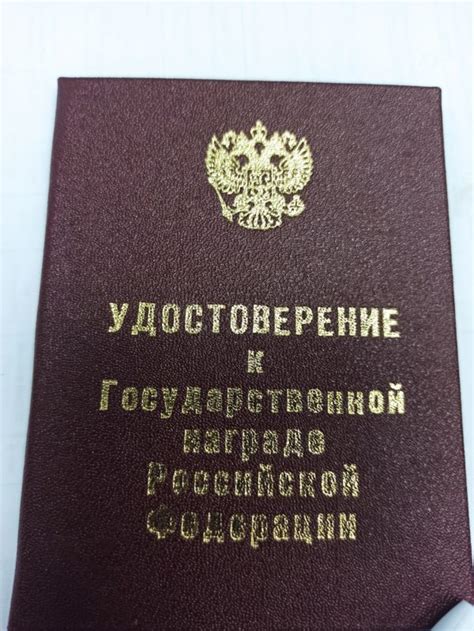 УДОСТОВЕРЕНИЕ
к
Государственной
награде
Российской
Федерации